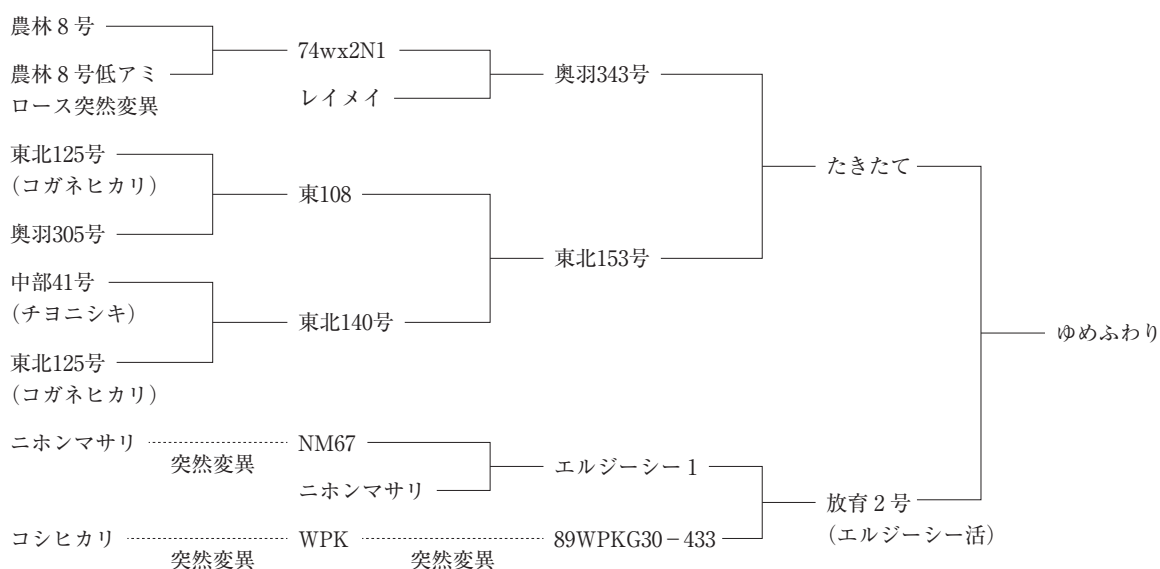 農林8号
74wx2N1
農林8号低アミ
ロース突然変異
レイメイ
奥羽343号
東北125号
(コガネヒカリ)
東108
奥羽305号
たきたて
中部41号
(チヨニシキ)
東北140号
東北125号
(コガネヒカリ)
東北153号
ゆめふわり
ニホンマサリ
突然変異
NM67
ニホンマサリ
エルジーシー1
コシヒカリ
突然変異
WPK
突然変異
89WPKG30-433
放育2号
(エルジーシー活)